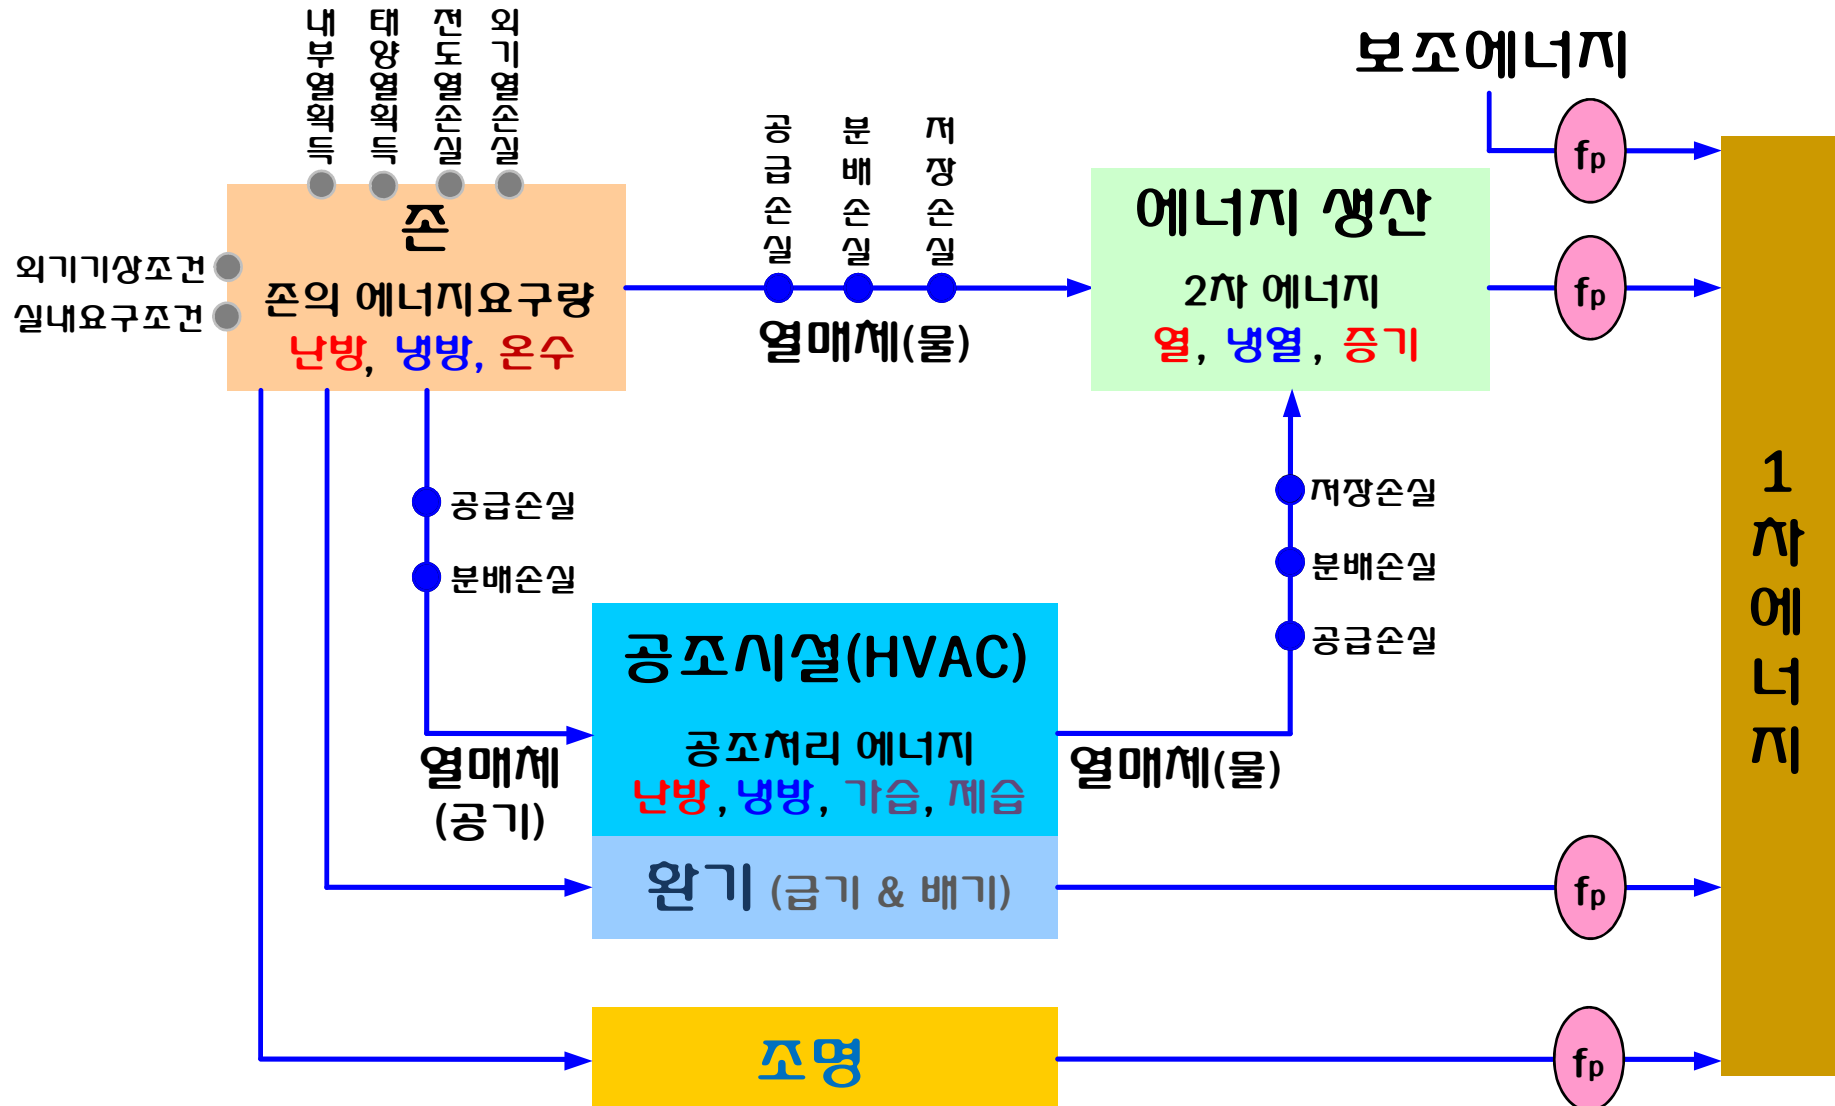 내부열획득
태양열획득
전도열손실
외기열손실
보조에너지
공급손실
분배손실
저장손실
fp
존
에너지 생산
외기기상조건
실내요구조건
존의 에너지요구량
난방, 냉방, 온수
열매체(물)
2차 에너지
열, 냉열, 증기
fp
공급손실
분배손실
저장손실
분배손실
공급손실
1차에너지
공조시설(HVAC)
공조처리 에너지
난방, 냉방, 가습, 제습
열매체
(공기)
열매체(물)
환기 (급기 & 배기)
fp
조명
fp